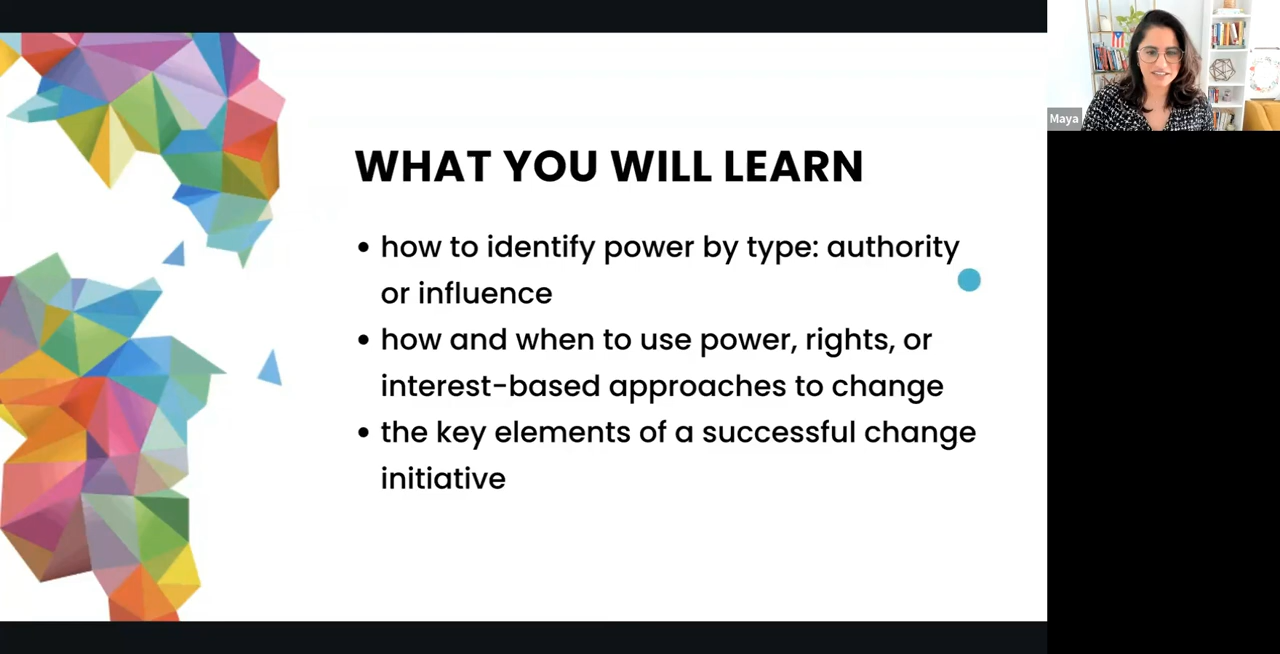 WHAT YOU WILL LEARN
• how to identify power by type: authority
or influence
• how and when to use power, rights, or
interest-based approaches to change
• the key elements of a successful change
initiative
Maya